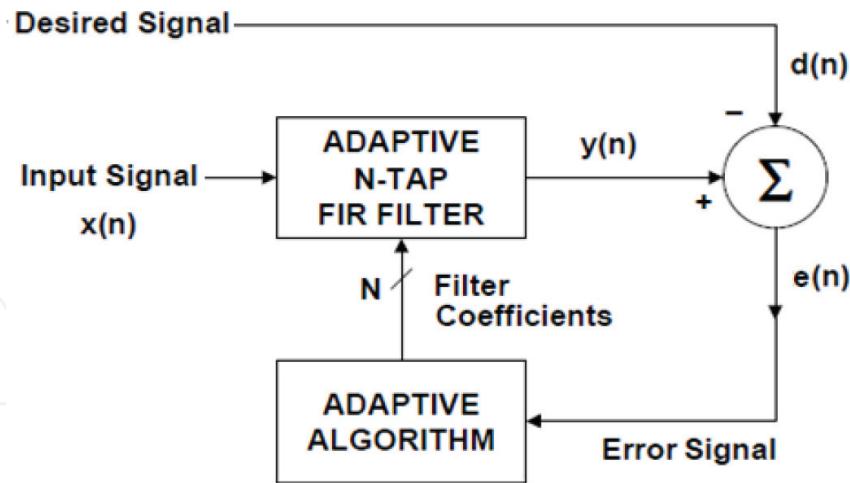 Desired Signal
d(n)
−
ADAPTIVE
N-TAP
FIR FILTER
y(n)
Σ
Input Signal
x(n)
+
e(n)
N
Filter
Coefficients
ADAPTIVE
ALGORITHM
Error Signal